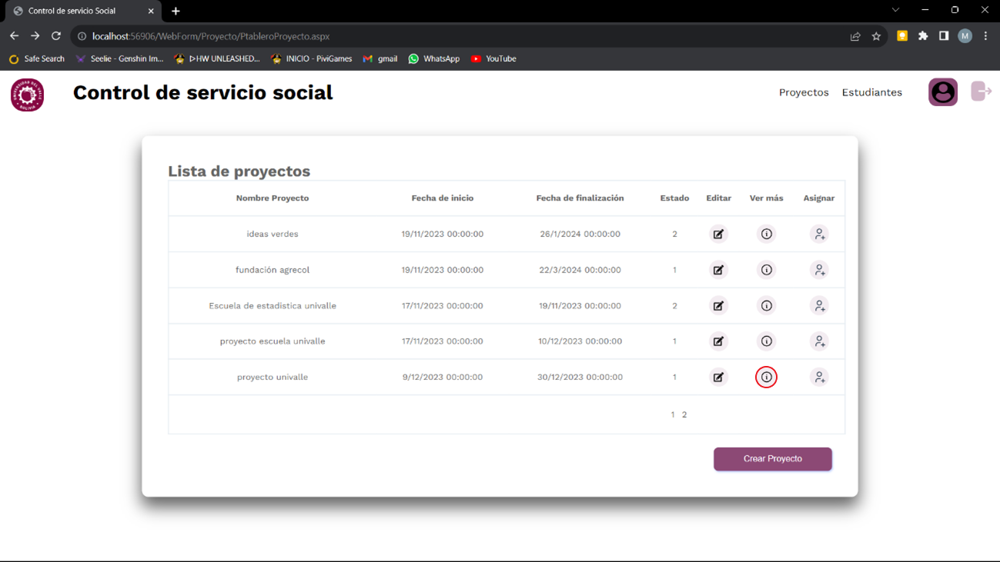 Control de servicio Social
localhost:56906/WebForm/Proyecto/PtableroProyecto.aspx
M
Safe Search Seelie - Genshin Im... ᐅHW UNLEASHED... INICIO - PiviGames gmail WhatsApp YouTube
Control de servicio social Proyectos Estudiantes
Lista de proyectos
Nombre Proyecto Fecha de inicio Fecha de finalización Estado Editar Ver más Asignar
ideas verdes 19/11/2023 00:00:00 26/1/2024 00:00:00 2
fundación agrecol 19/11/2023 00:00:00 22/3/2024 00:00:00 1
Escuela de estadistica univalle 17/11/2023 00:00:00 19/11/2023 00:00:00 2
proyecto escuela univalle 17/11/2023 00:00:00 10/12/2023 00:00:00 1
proyecto univalle 9/12/2023 00:00:00 30/12/2023 00:00:00 1
1 2
Crear Proyecto